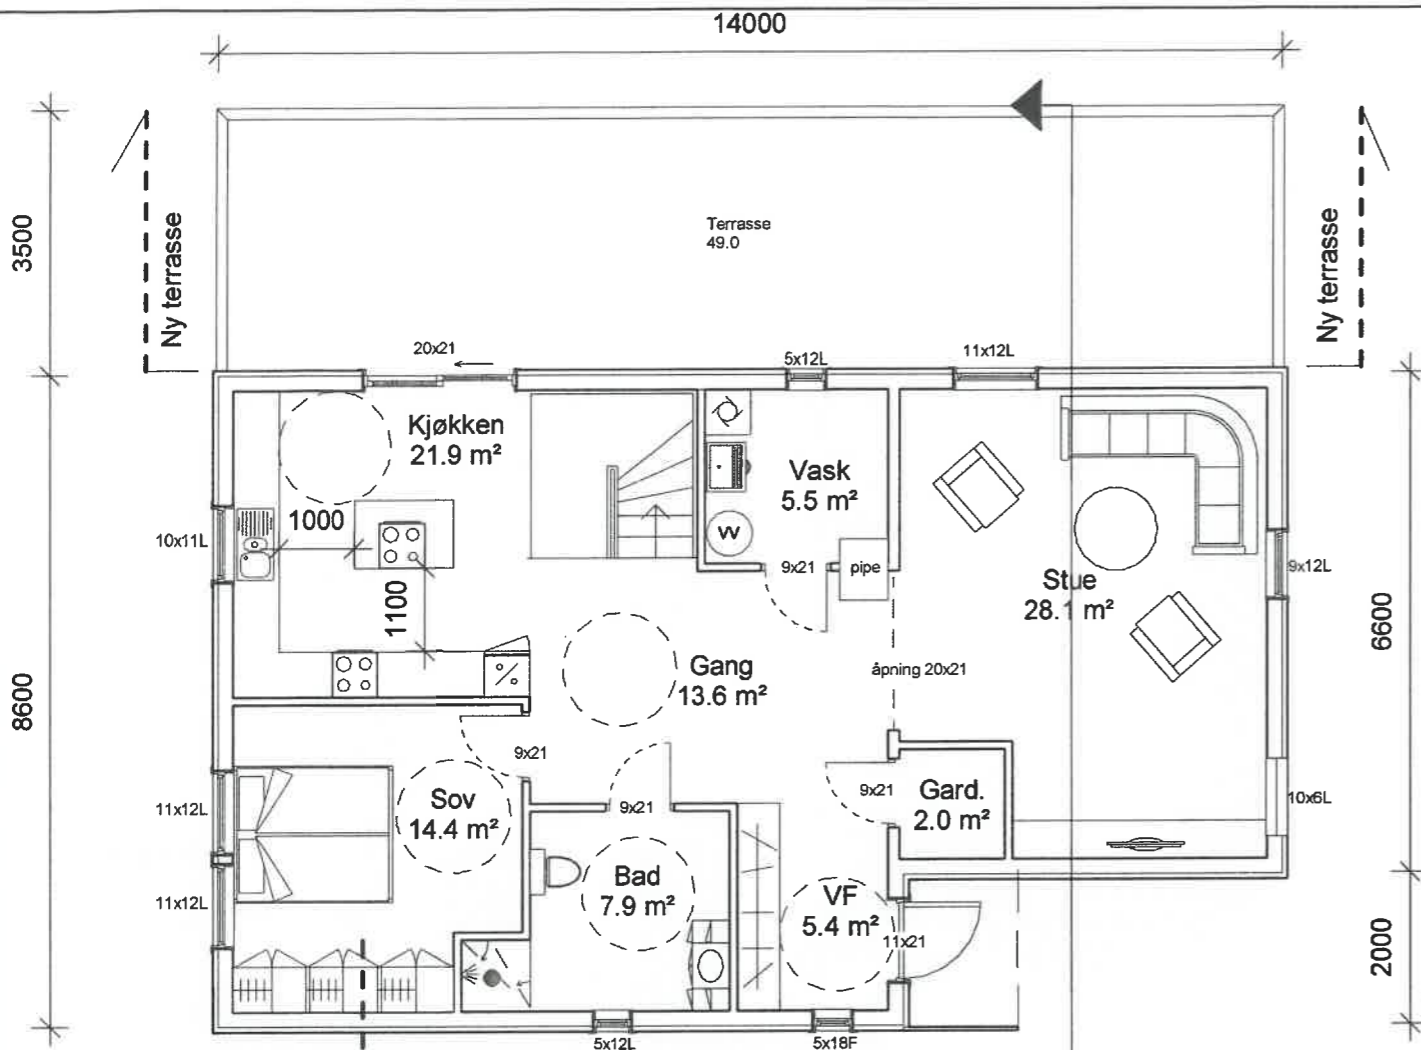 14000
3500
Ny terrasse
Terrasse
49.0
Ny terrasse
20x21
5x12L
11x12L
Kjøkken
21.9 m²
Vask
5.5 m²
1000
10x11L
VV
9x21
pipe
9x12L
Stue
28.1 m²
1100
6600
Gang
13.6 m²
åpning 20x21
8600
9x21
11x12L
Sov
14.4 m²
9x21
9x21
Gard.
2.0 m²
10x6L
Bad
7.9 m²
VF
5.4 m²
11x12L
11x21
2000
5x12L
5x18F